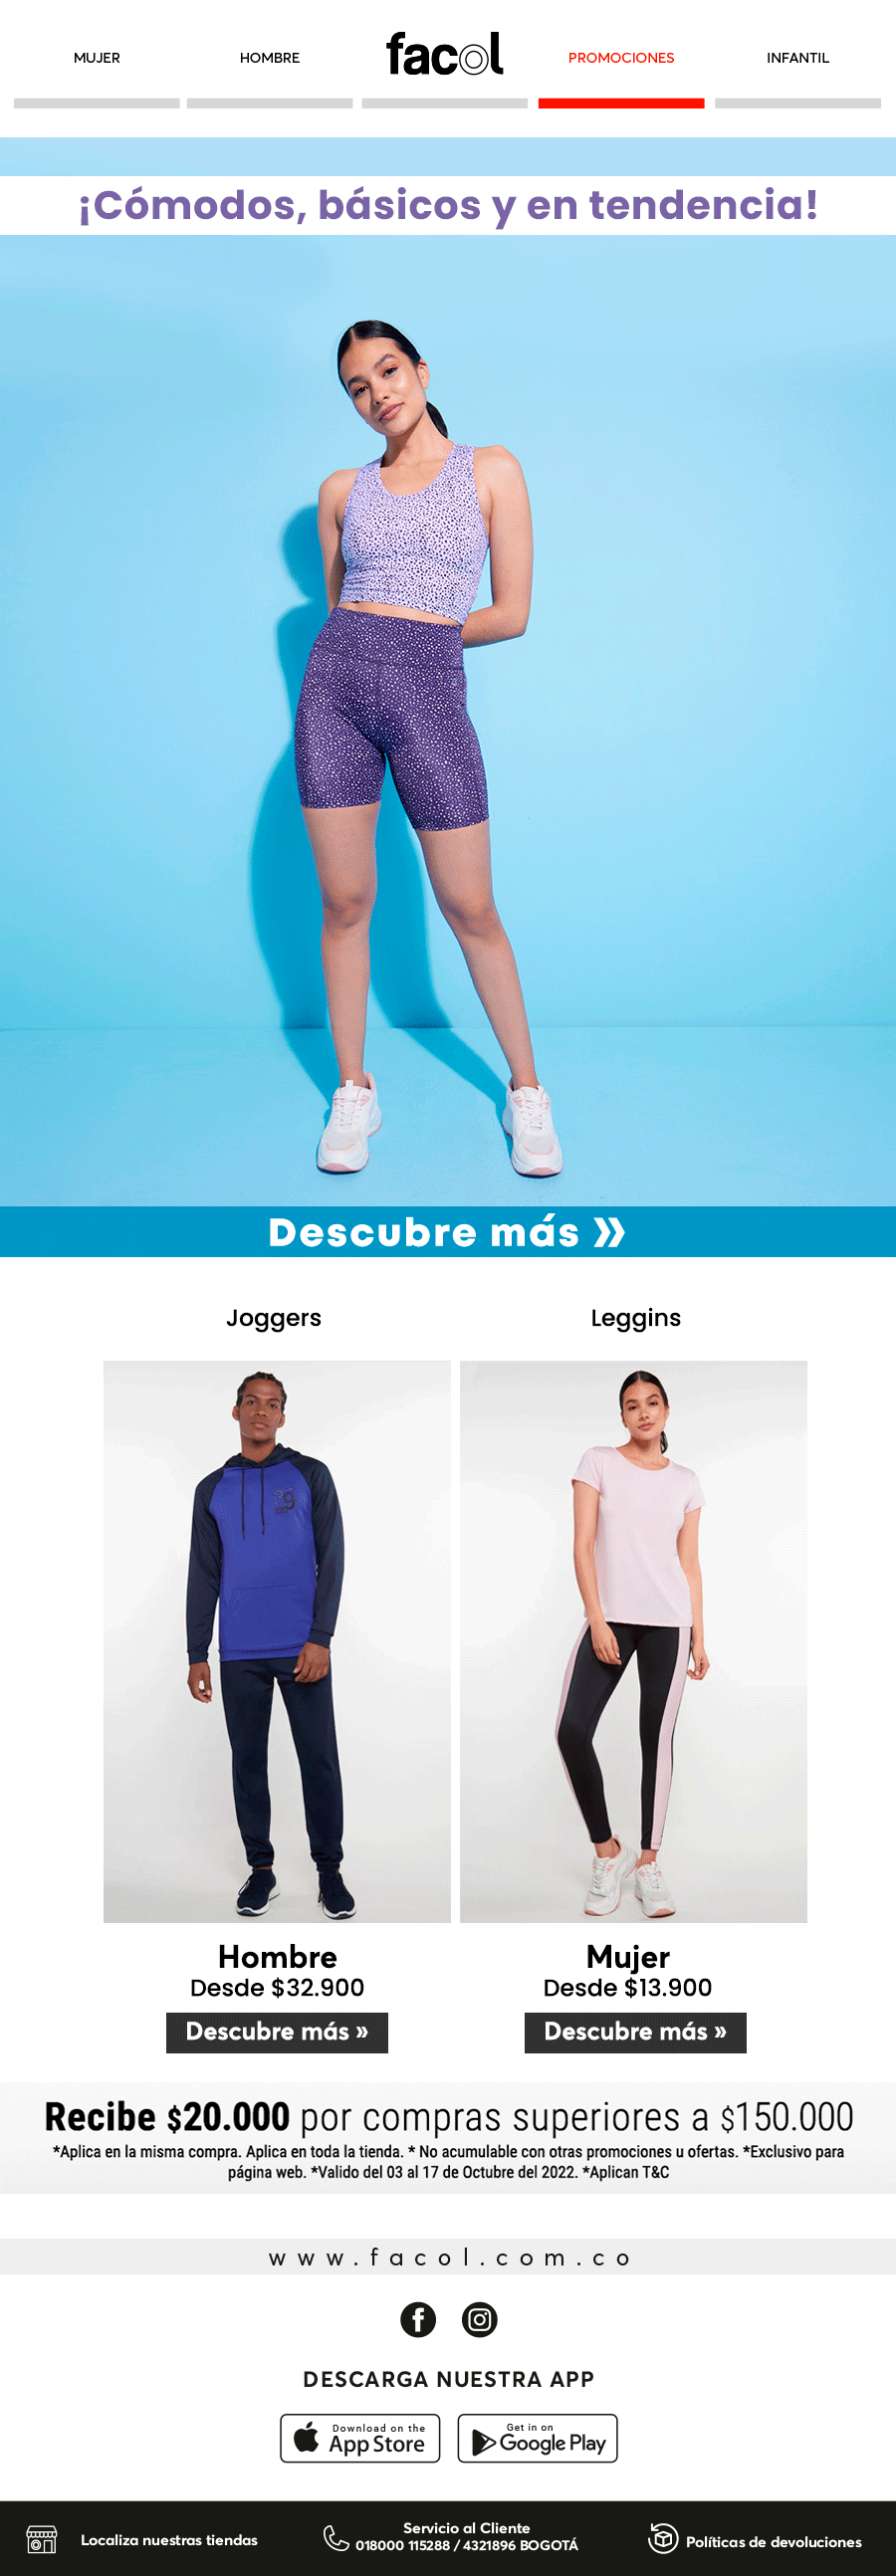 MUJER
HOMBRE
facol
PROMOCIONES
INFANTIL
¡Cómodos, básicos y en tendencia!
Descubre más »
Joggers
Leggins
Hombre
Desde $32.900
Descubre más »
Mujer
Desde $13.900
Descubre más »
Recibe $20.000 por compras superiores a $150.000
*Aplica en la misma compra. Aplica en toda la tienda. * No acumulable con otras promociones u ofertas. *Exclusivo para
página web. *Valido del 03 al 17 de Octubre del 2022. *Aplican T&C
www.facol.com.co
DESCARGA NUESTRA APP
Download on the
App Store
Get in on
Google Play
Localiza nuestras tiendas
Servicio al Cliente
018000 115288 / 4321896 BOGOTÁ
Políticas de devoluciones